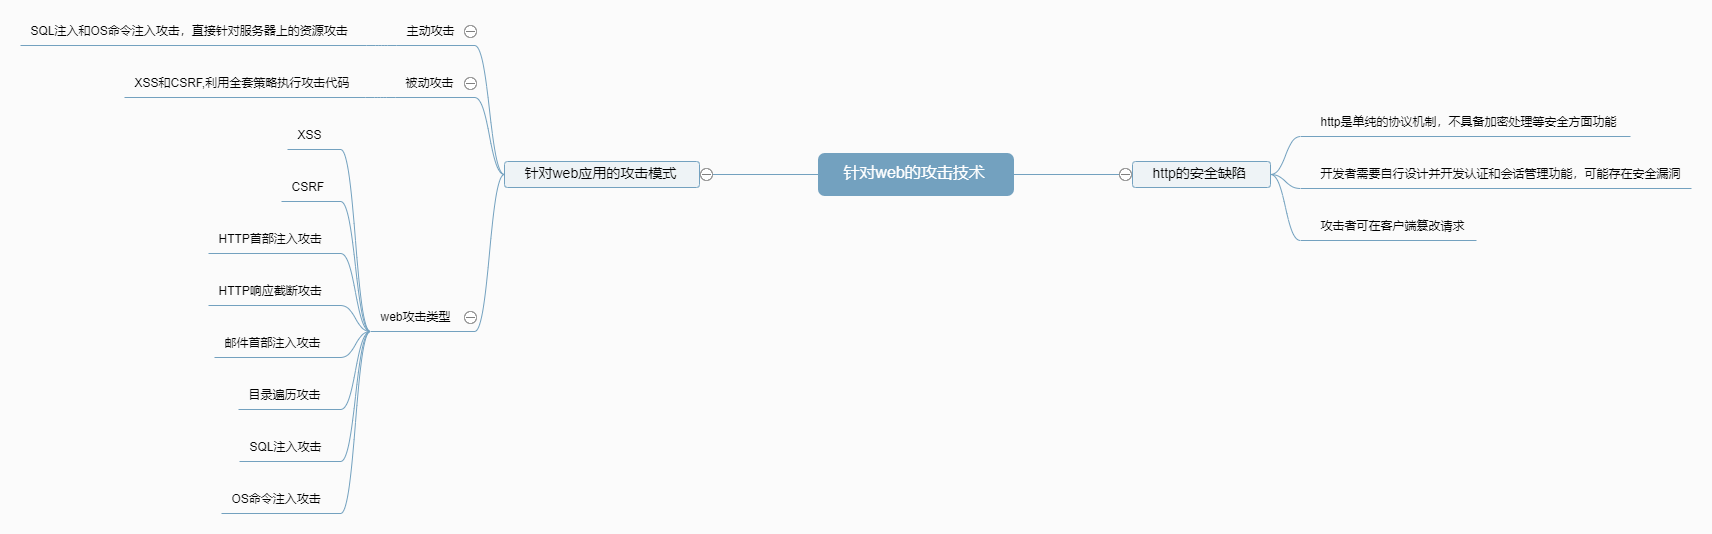 针对web的攻击技术
http的安全缺陷
http是单纯的协议机制，不具备加密处理等安全方面功能
开发者需要自行设计并开发认证和会话管理功能，可能存在安全漏洞
攻击者可在客户端篡改请求
针对web应用的攻击模式
主动攻击
SQL注入和OS命令注入攻击，直接针对服务器上的资源攻击
被动攻击
XSS和CSRF,利用全套策略执行攻击代码
web攻击类型
XSS
CSRF
HTTP首部注入攻击
HTTP响应截断攻击
邮件首部注入攻击
目录遍历攻击
SQL注入攻击
OS命令注入攻击